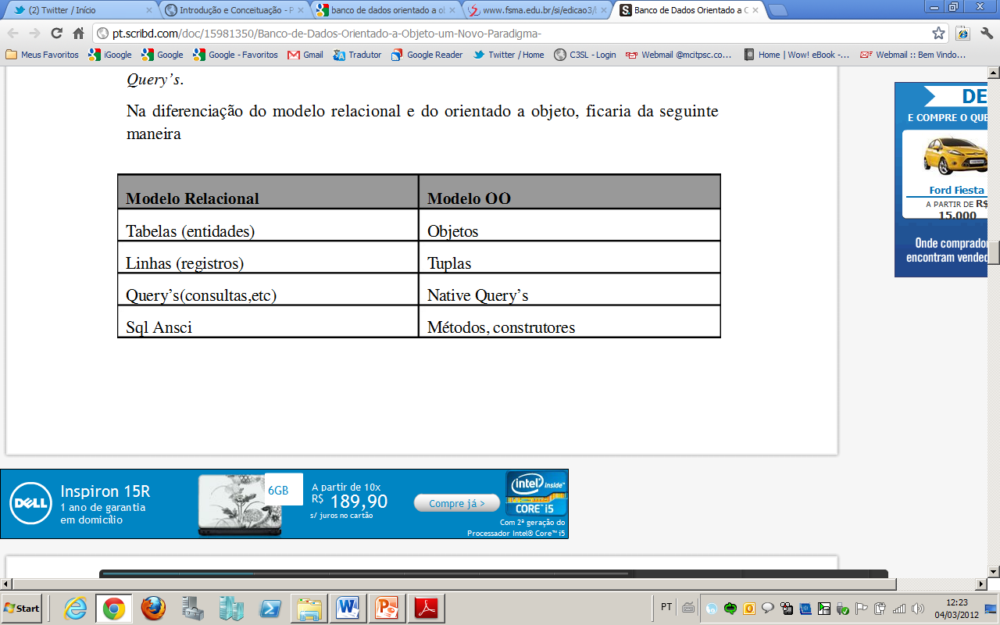 (2) Twitter / Início
Introdução e Conceituação - P
banco de dados orientado a ob
www.fsma.edu.br/si/edicao3/
Banco de Dados Orientado a O
pt.scribd.com/doc/15981350/Banco-de-Dados-Orientado-a-Objeto-um-Novo-Paradigma-
Meus Favoritos
iGoogle
Google
Google - Favoritos
Gmail
Tradutor
Google Reader
Twitter / Home
C3SL - Login
Webmail @mcitpsc.co...
Home | Wow! eBook -...
Webmail :: Bem Vindo...
Query's.
Na diferenciação do modelo relacional e do orientado a objeto, ficaria da seguinte
maneira
Modelo Relacional
Modelo OO
Tabelas (entidades)
Objetos
Linhas (registros)
Tuplas
Query's(consultas,etc)
Native Query's
Sql Ansci
Métodos, construtores
DE
E COMPRE O QUE
Ford Fiesta
A PARTIR DE R$
15.000
Onde comprador
encontram vended
DELL
Inspiron 15R
1 ano de garantia
em domicílio
6GB
A partir de 10x
R$ 189,90
s/ juros no cartão
Compre já >
intel inside™
CORE™ i5
Com 2ª geração do
Processador Intel® Core™ i5
Start
PT
12:23
04/03/2012